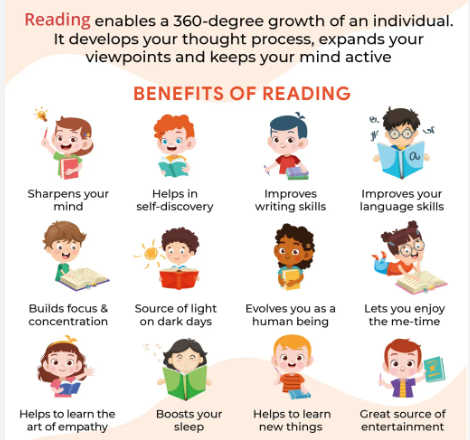 Reading enables a 360-degree growth of an individual.
It develops your thought process, expands your
viewpoints and keeps your mind active
BENEFITS OF READING
Sharpens your
mind
Helps in
self-discovery
Improves
writing skills
Improves your
language skills
a
Builds focus &
concentration
Source of light
on dark days
Evolves you as a
human being
Lets you enjoy
the me-time
Helps to learn the
art of empathy
Boosts your
sleep
Helps to learn
new things
Great source of
entertainment